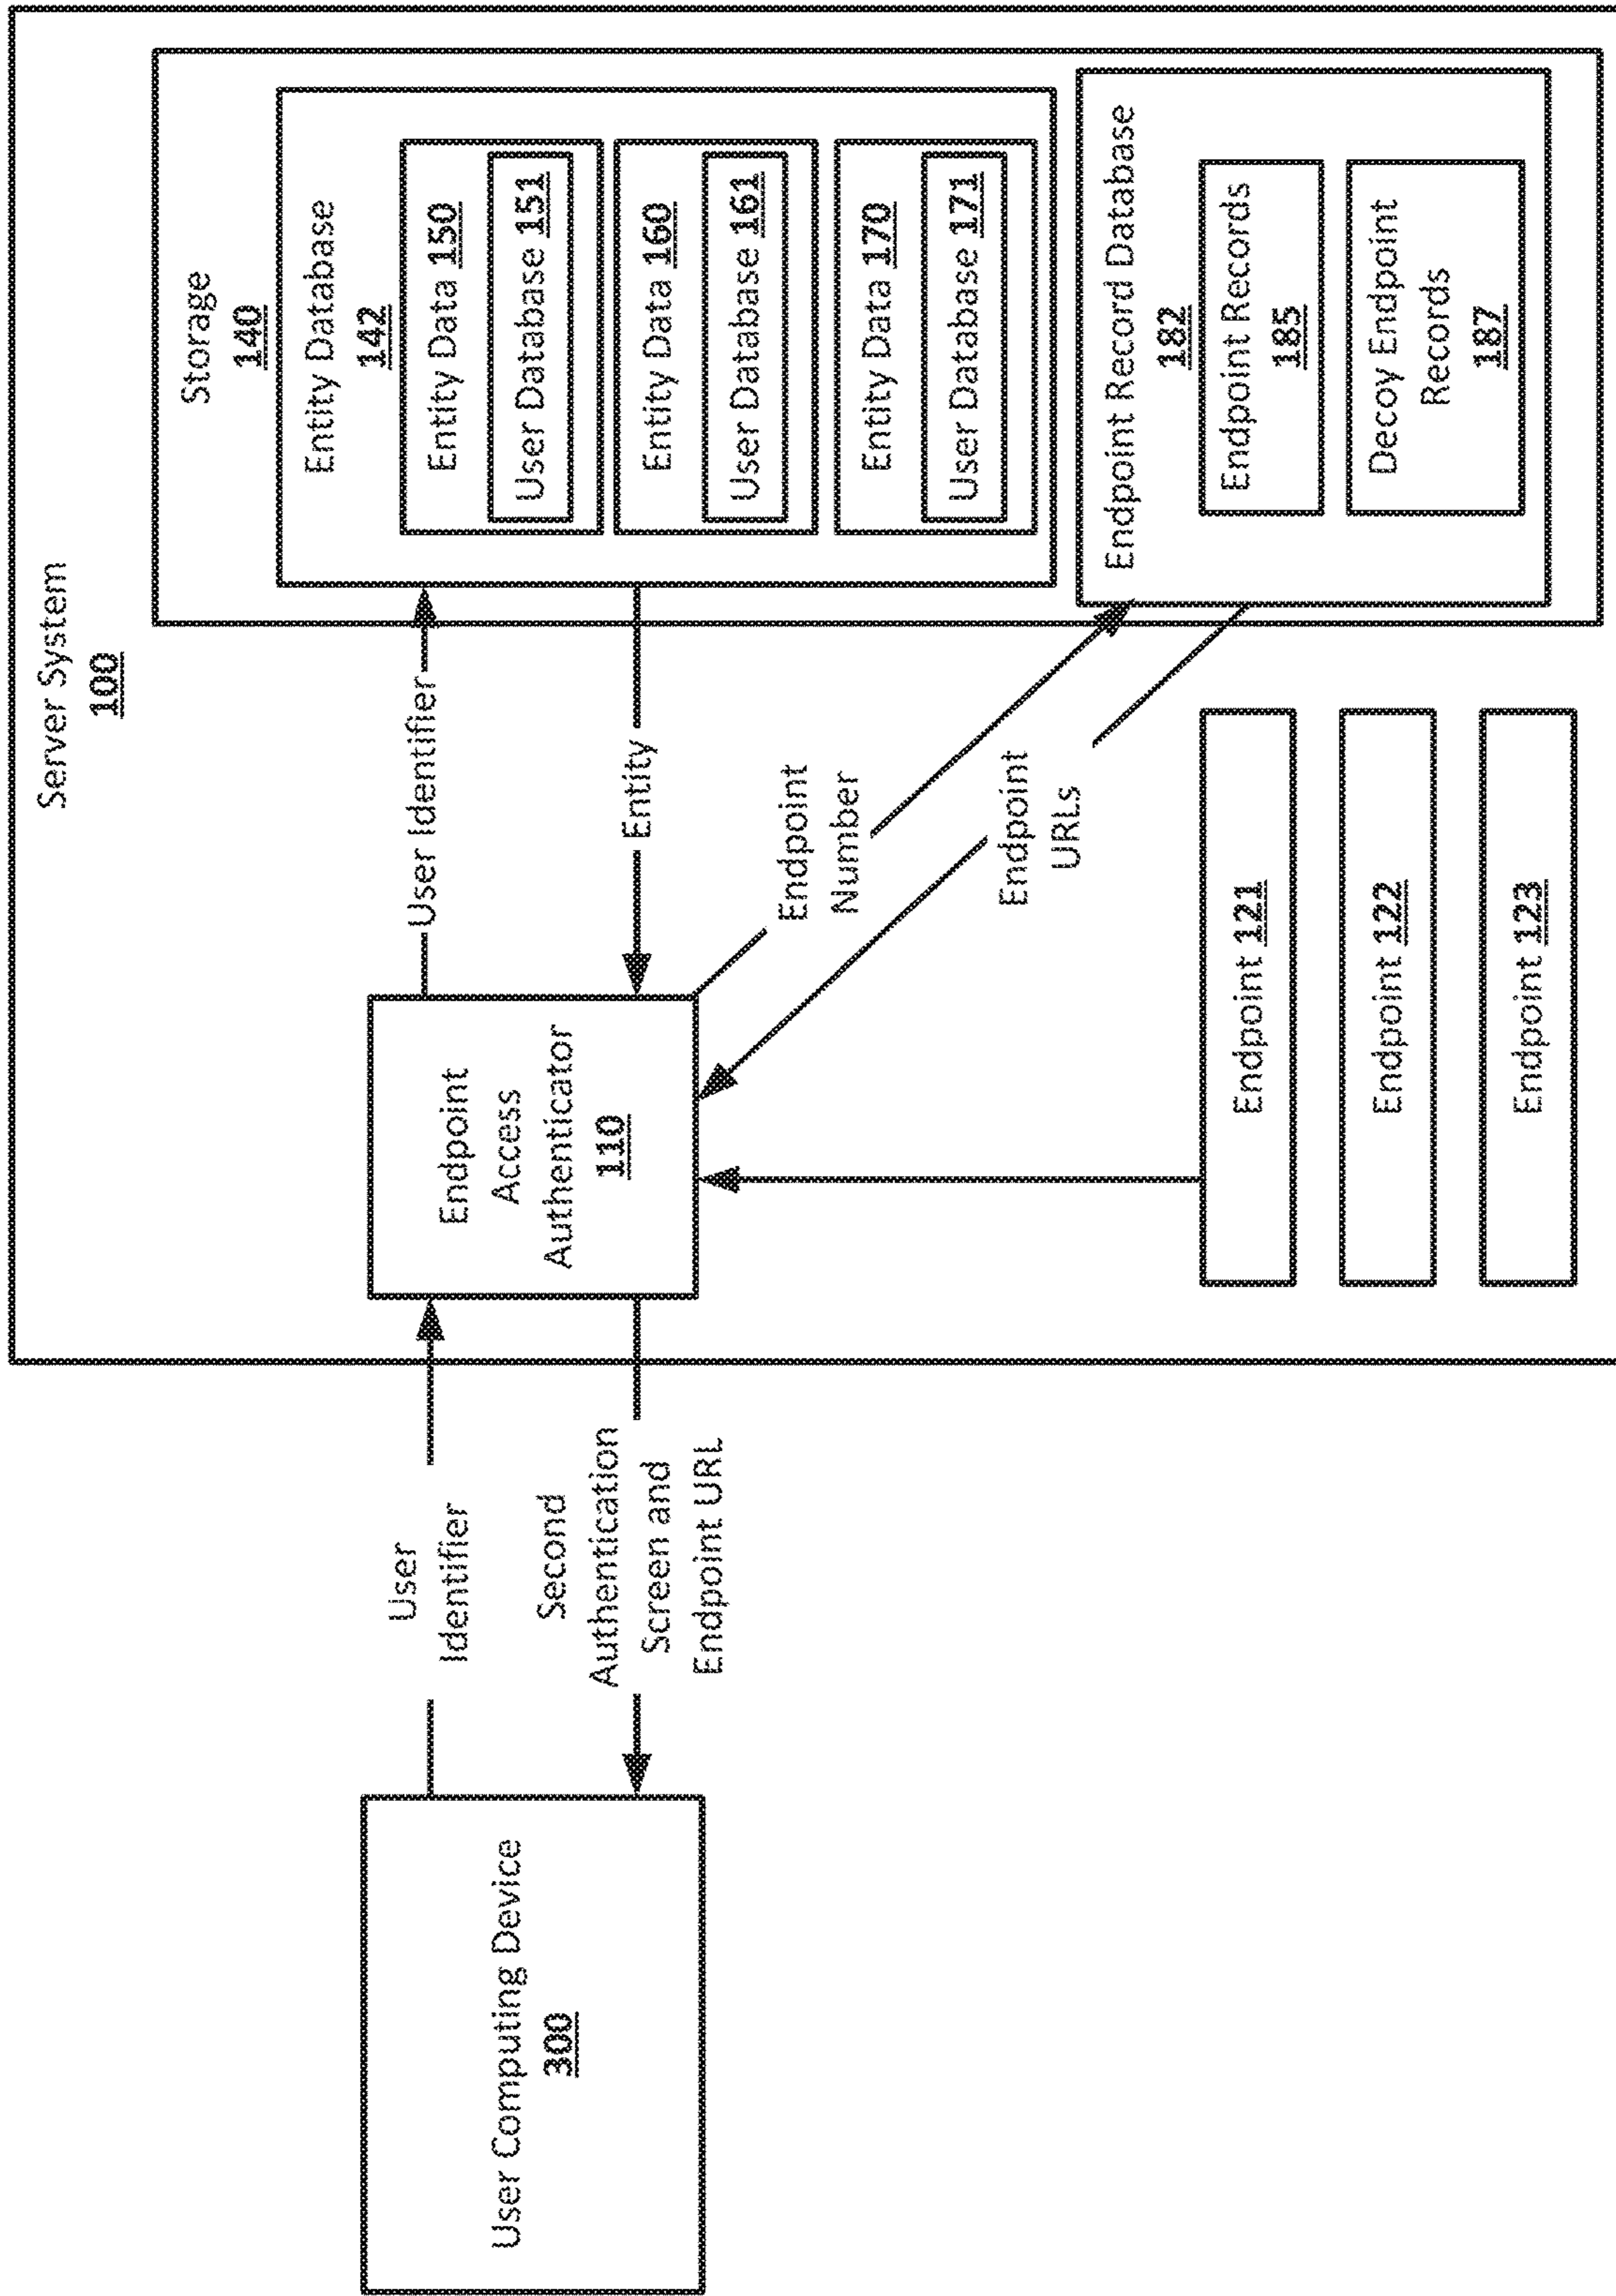 Server System
100
Storage
140
Entity Database
142
Entity Data 150
User Database 151
Entity Data 160
User Database 161
Entity Data 170
User Database 171
Endpoint Record Database
182
Endpoint Records
185
Decoy Endpoint
Records
187
User Identifier
Entity
Endpoint
Number
Endpoint
URLs
Endpoint
Access
Authenticator
110
Endpoint 121
Endpoint 122
Endpoint 123
User
Identifier
Second
Authentication
Screen and
Endpoint URL
User Computing Device
300